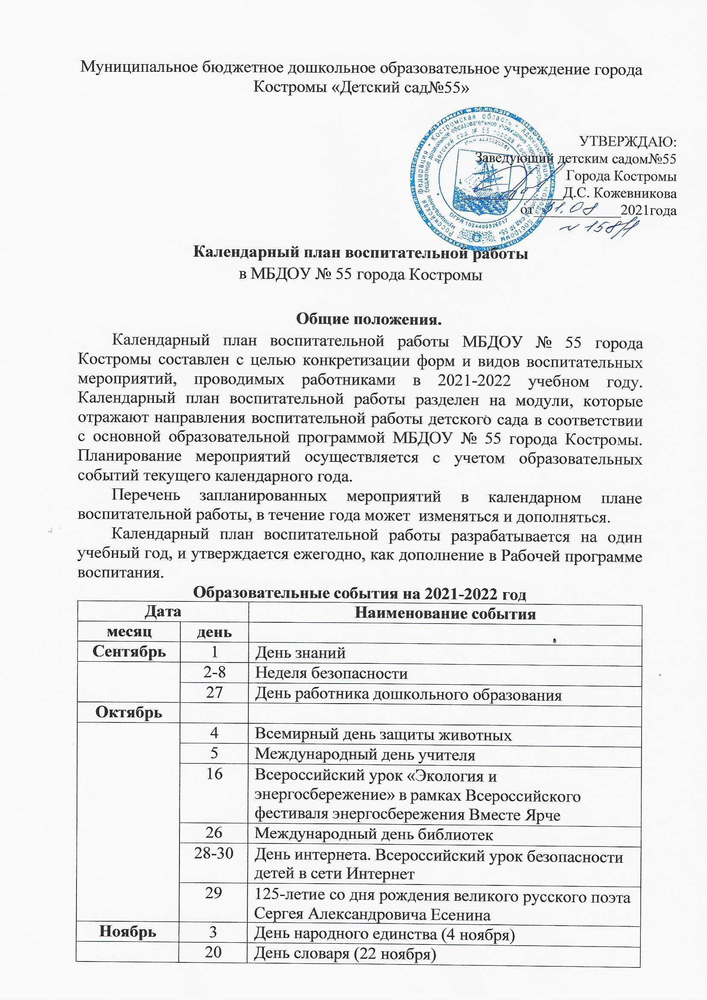 Муниципальное бюджетное дошкольное образовательное учреждение города
Костромы «Детский сад№55»
УТВЕРЖДАЮ:
Заведующий детским садом№55
Города Костромы
Д.С. Кожевникова
от 31.08 2021года
№ 158/1
Российская Федерация * Костромская область * Администрация города Костромы
Муниципальное бюджетное дошкольное образовательное учреждение города Костромы «Детский сад № 55»
Детский сад № 55 города Костромы
ОГРН 1024400526617
Календарный план воспитательной работы
в МБДОУ № 55 города Костромы
Общие положения.
Календарный план воспитательной работы МБДОУ № 55 города
Костромы составлен с целью конкретизации форм и видов воспитательных
мероприятий, проводимых работниками в 2021-2022 учебном году.
Календарный план воспитательной работы разделен на модули, которые
отражают направления воспитательной работы детского сада в соответствии
с основной образовательной программой МБДОУ № 55 города Костромы.
Планирование мероприятий осуществляется с учетом образовательных
событий текущего календарного года.
Перечень запланированных мероприятий в календарном плане
воспитательной работы, в течение года может изменяться и дополняться.
Календарный план воспитательной работы разрабатывается на один
учебный год, и утверждается ежегодно, как дополнение в Рабочей программе
воспитания.
Образовательные события на 2021-2022 год
Дата Наименование события
месяц день
Сентябрь 1 День знаний
2-8 Неделя безопасности
27 День работника дошкольного образования
Октябрь
4 Всемирный день защиты животных
5 Международный день учителя
16 Всероссийский урок «Экология и
энергосбережение» в рамках Всероссийского
фестиваля энергосбережения Вместе Ярче
26 Международный день библиотек
28-30 День интернета. Всероссийский урок безопасности
детей в сети Интернет
29 125-летие со дня рождения великого русского поэта
Сергея Александровича Есенина
Ноябрь 3 День народного единства (4 ноября)
20 День словаря (22 ноября)